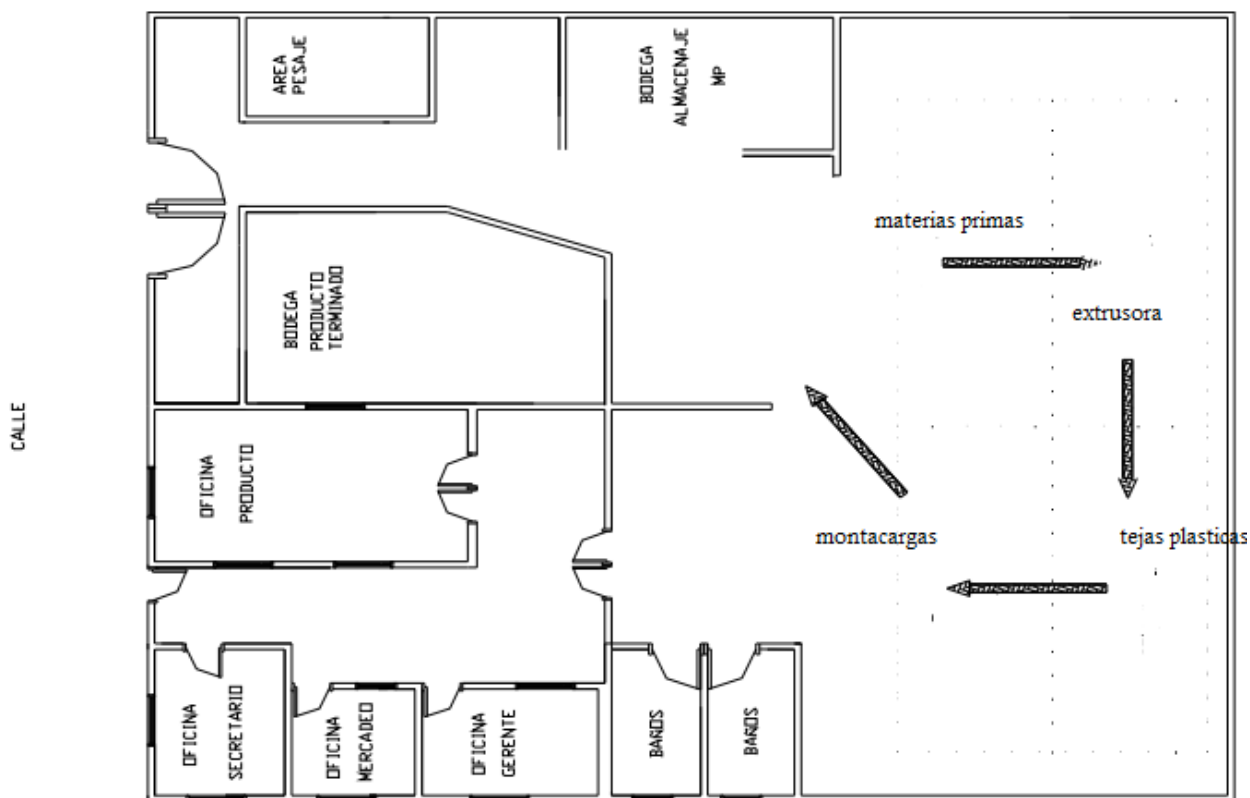 AREA
PESAJE
BODEGA
ALMACENAJE
MP
materias primas
extrusora
BODEGA
PRODUCTO
TERMINADO
CALLE
OFICINA
PRODUCTO
montacargas
tejas plasticas
OFICINA
SECRETARIO
OFICINA
MERCADEO
OFICINA
GERENTE
BAÑOS
BAÑOS